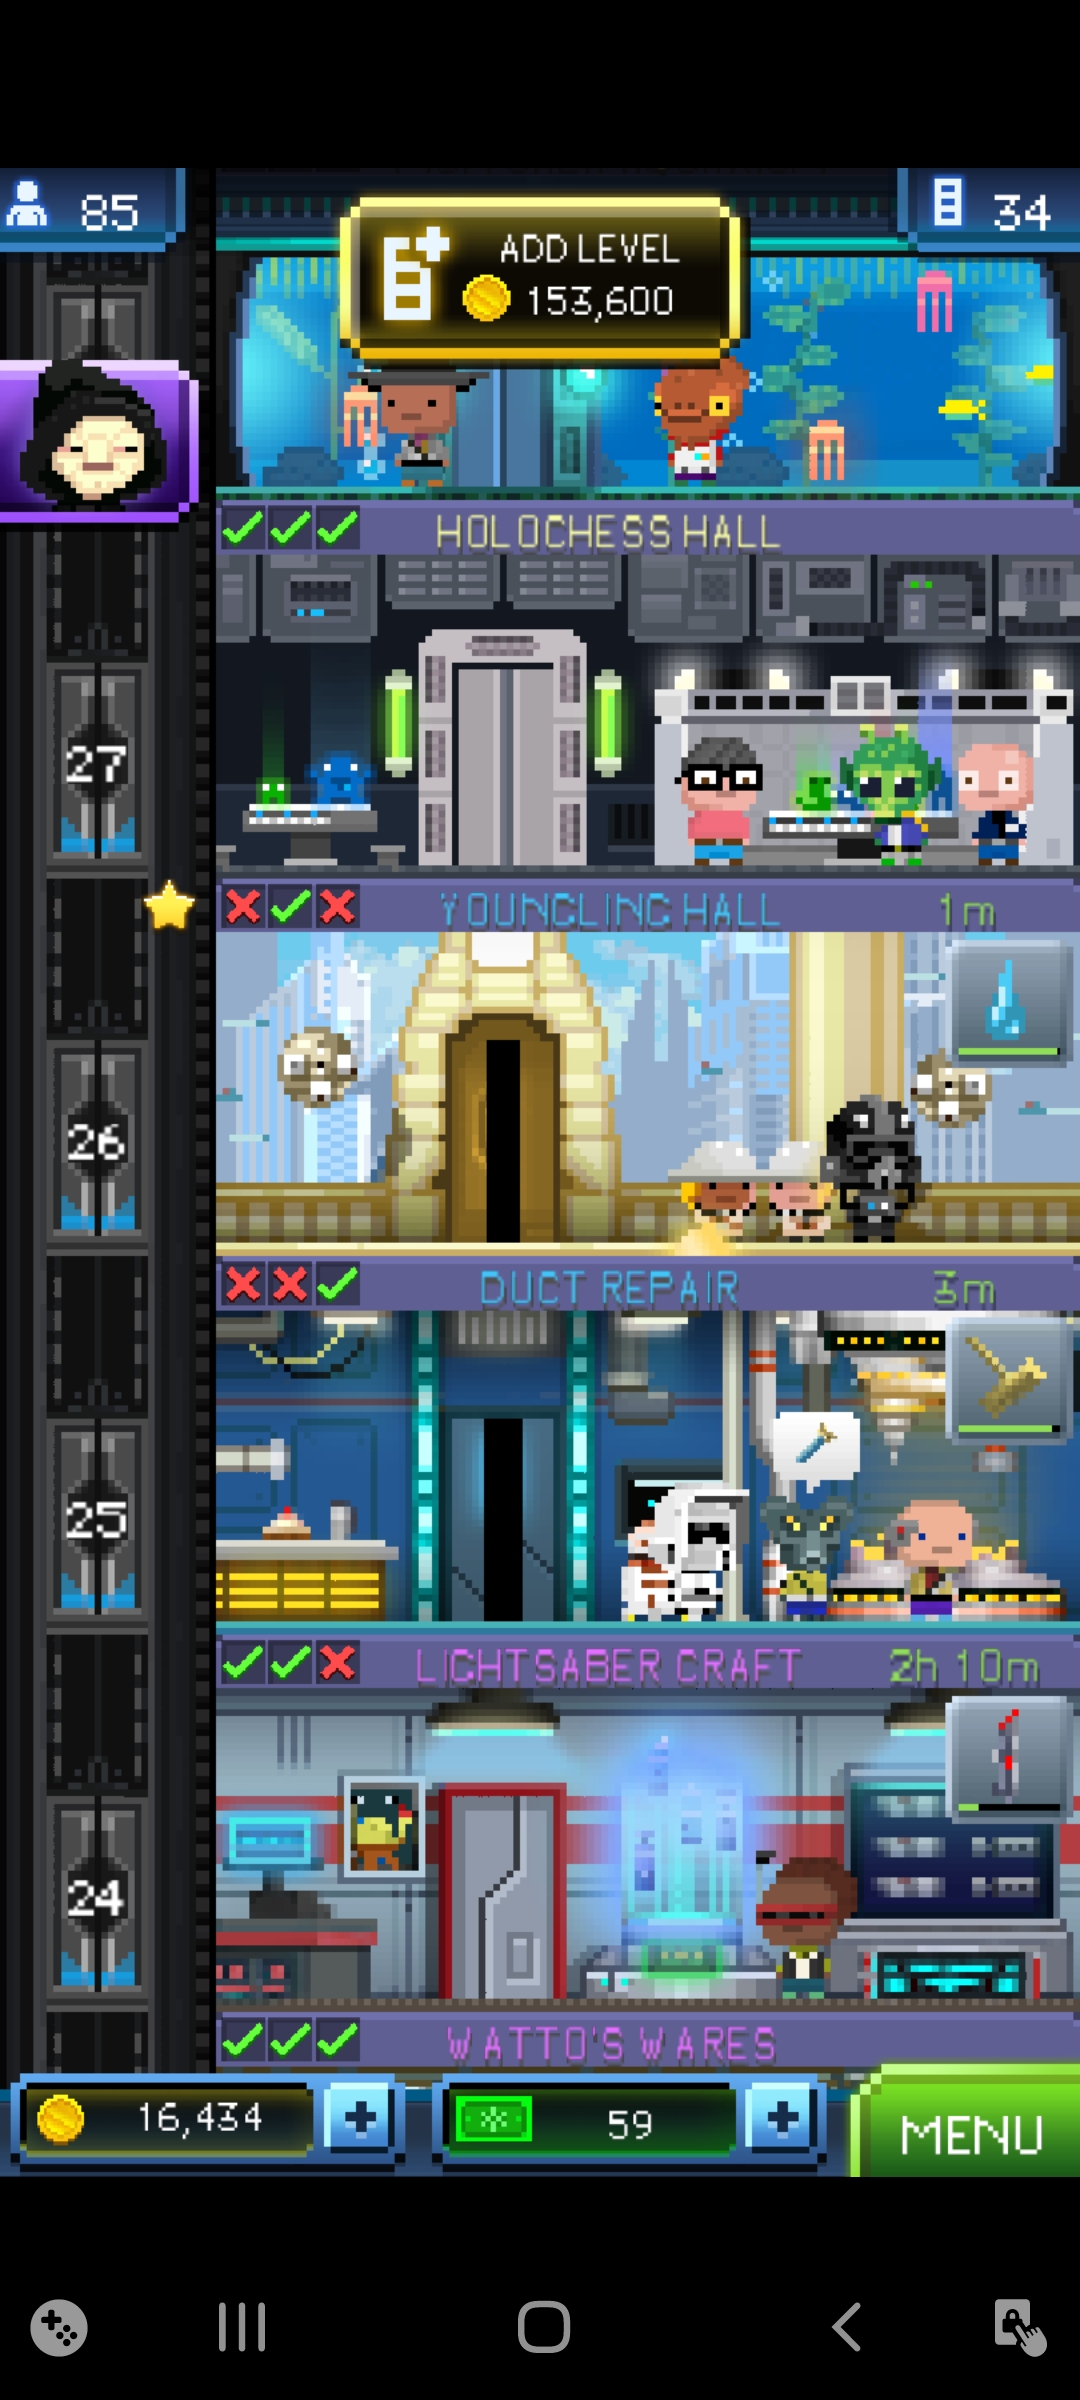 85
34
ADD LEVEL
153,600
HOLOCHESS HALL
27
YOUNGLING HALL 1m
26
DUCT REPAIR 3m
25
LIGHTSABER CRAFT 2h 10m
24
WATTO'S WARES
16,434
59
MENU